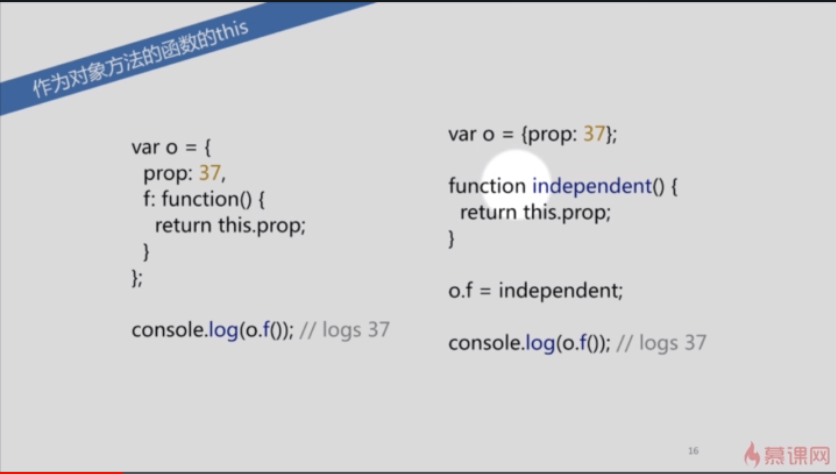 作为对象方法的函数的this
var o = {
prop: 37,
f: function() {
return this.prop;
}
};
console.log(o.f()); // logs 37
var o = {prop: 37};
function independent() {
return this.prop;
}
o.f = independent;
console.log(o.f()); // logs 37
16
慕课网